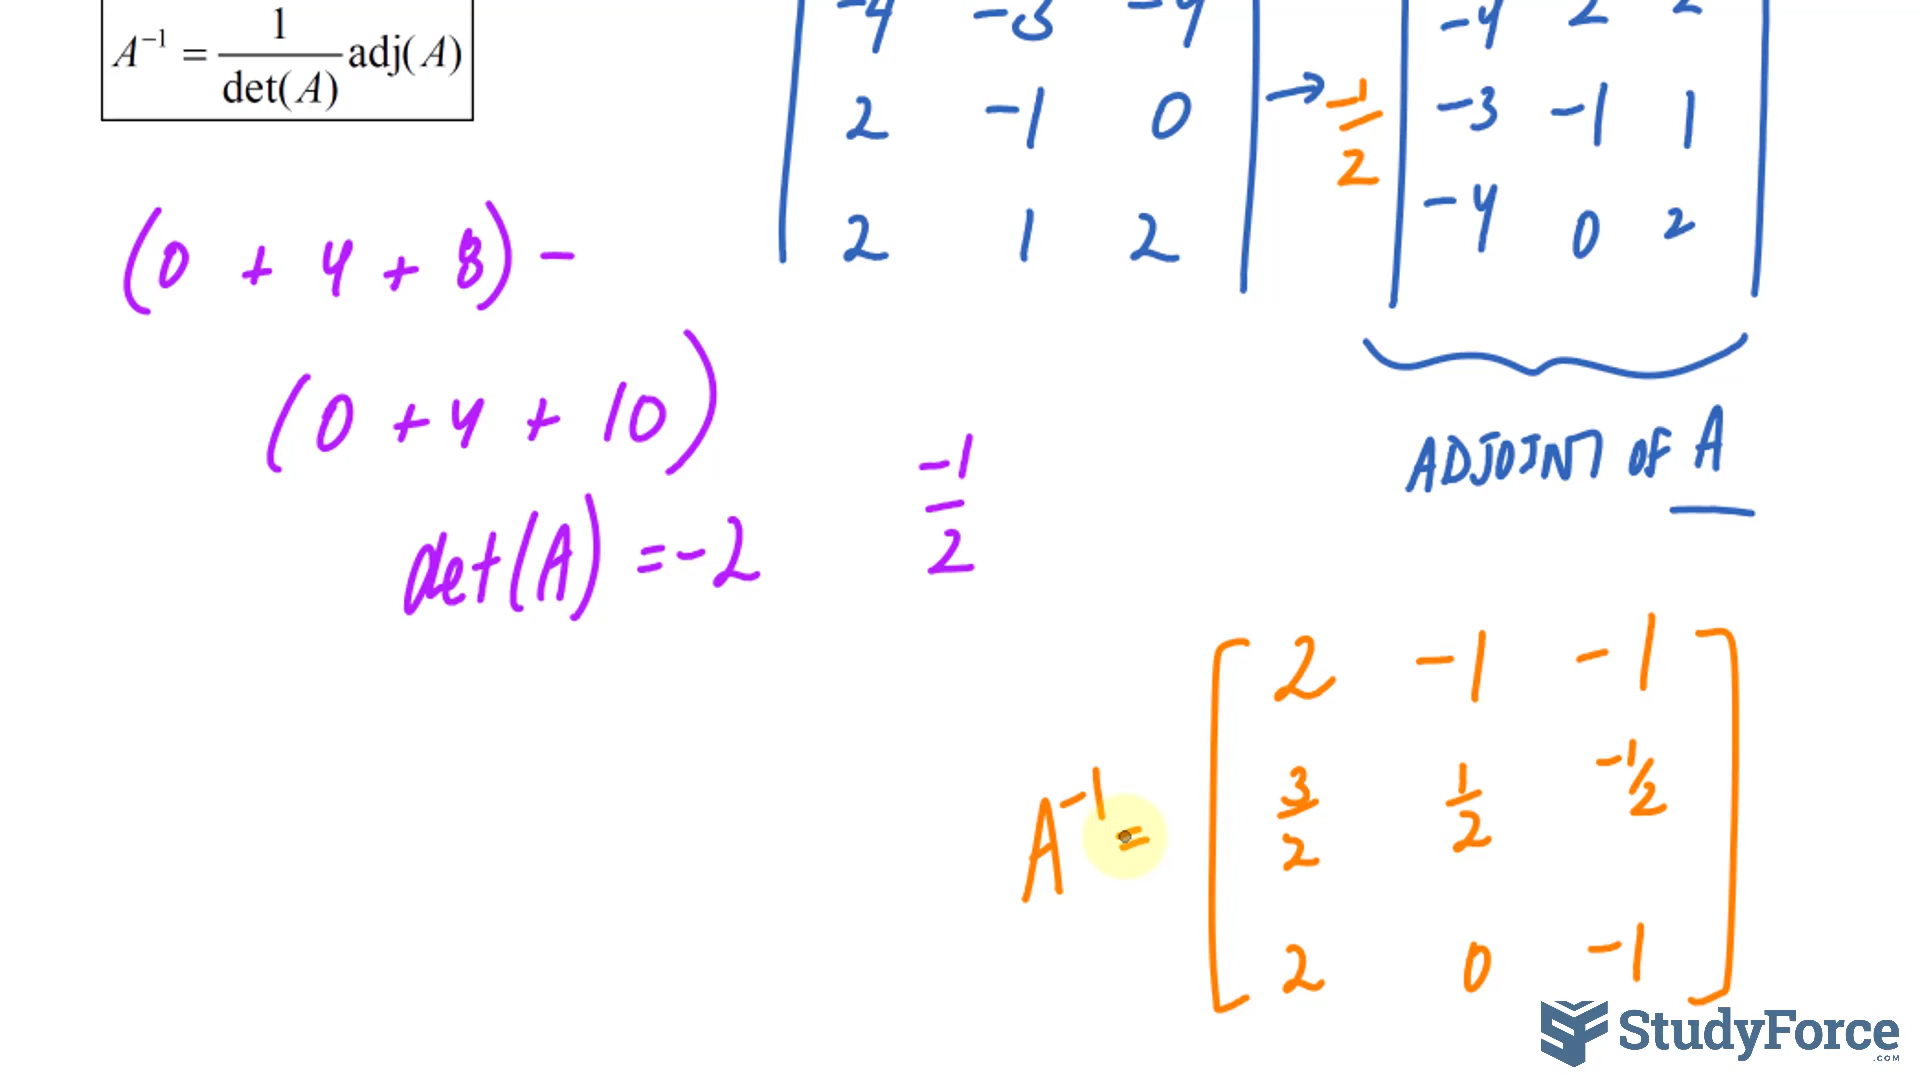 A⁻¹ = 1/det(A) adj(A)
-4 -3 -4
2 -1 0
2 1 2
→ -1/2
-4 2 2
-3 -1 1
-4 0 2
ADJOINT OF A
(0 + 4 + 8) -
(0 + 4 + 10)
det(A) = -2
-1/2
A⁻¹ =
2 -1 -1
3/2 1/2 -1/2
2 0 -1
StudyForce
.COM